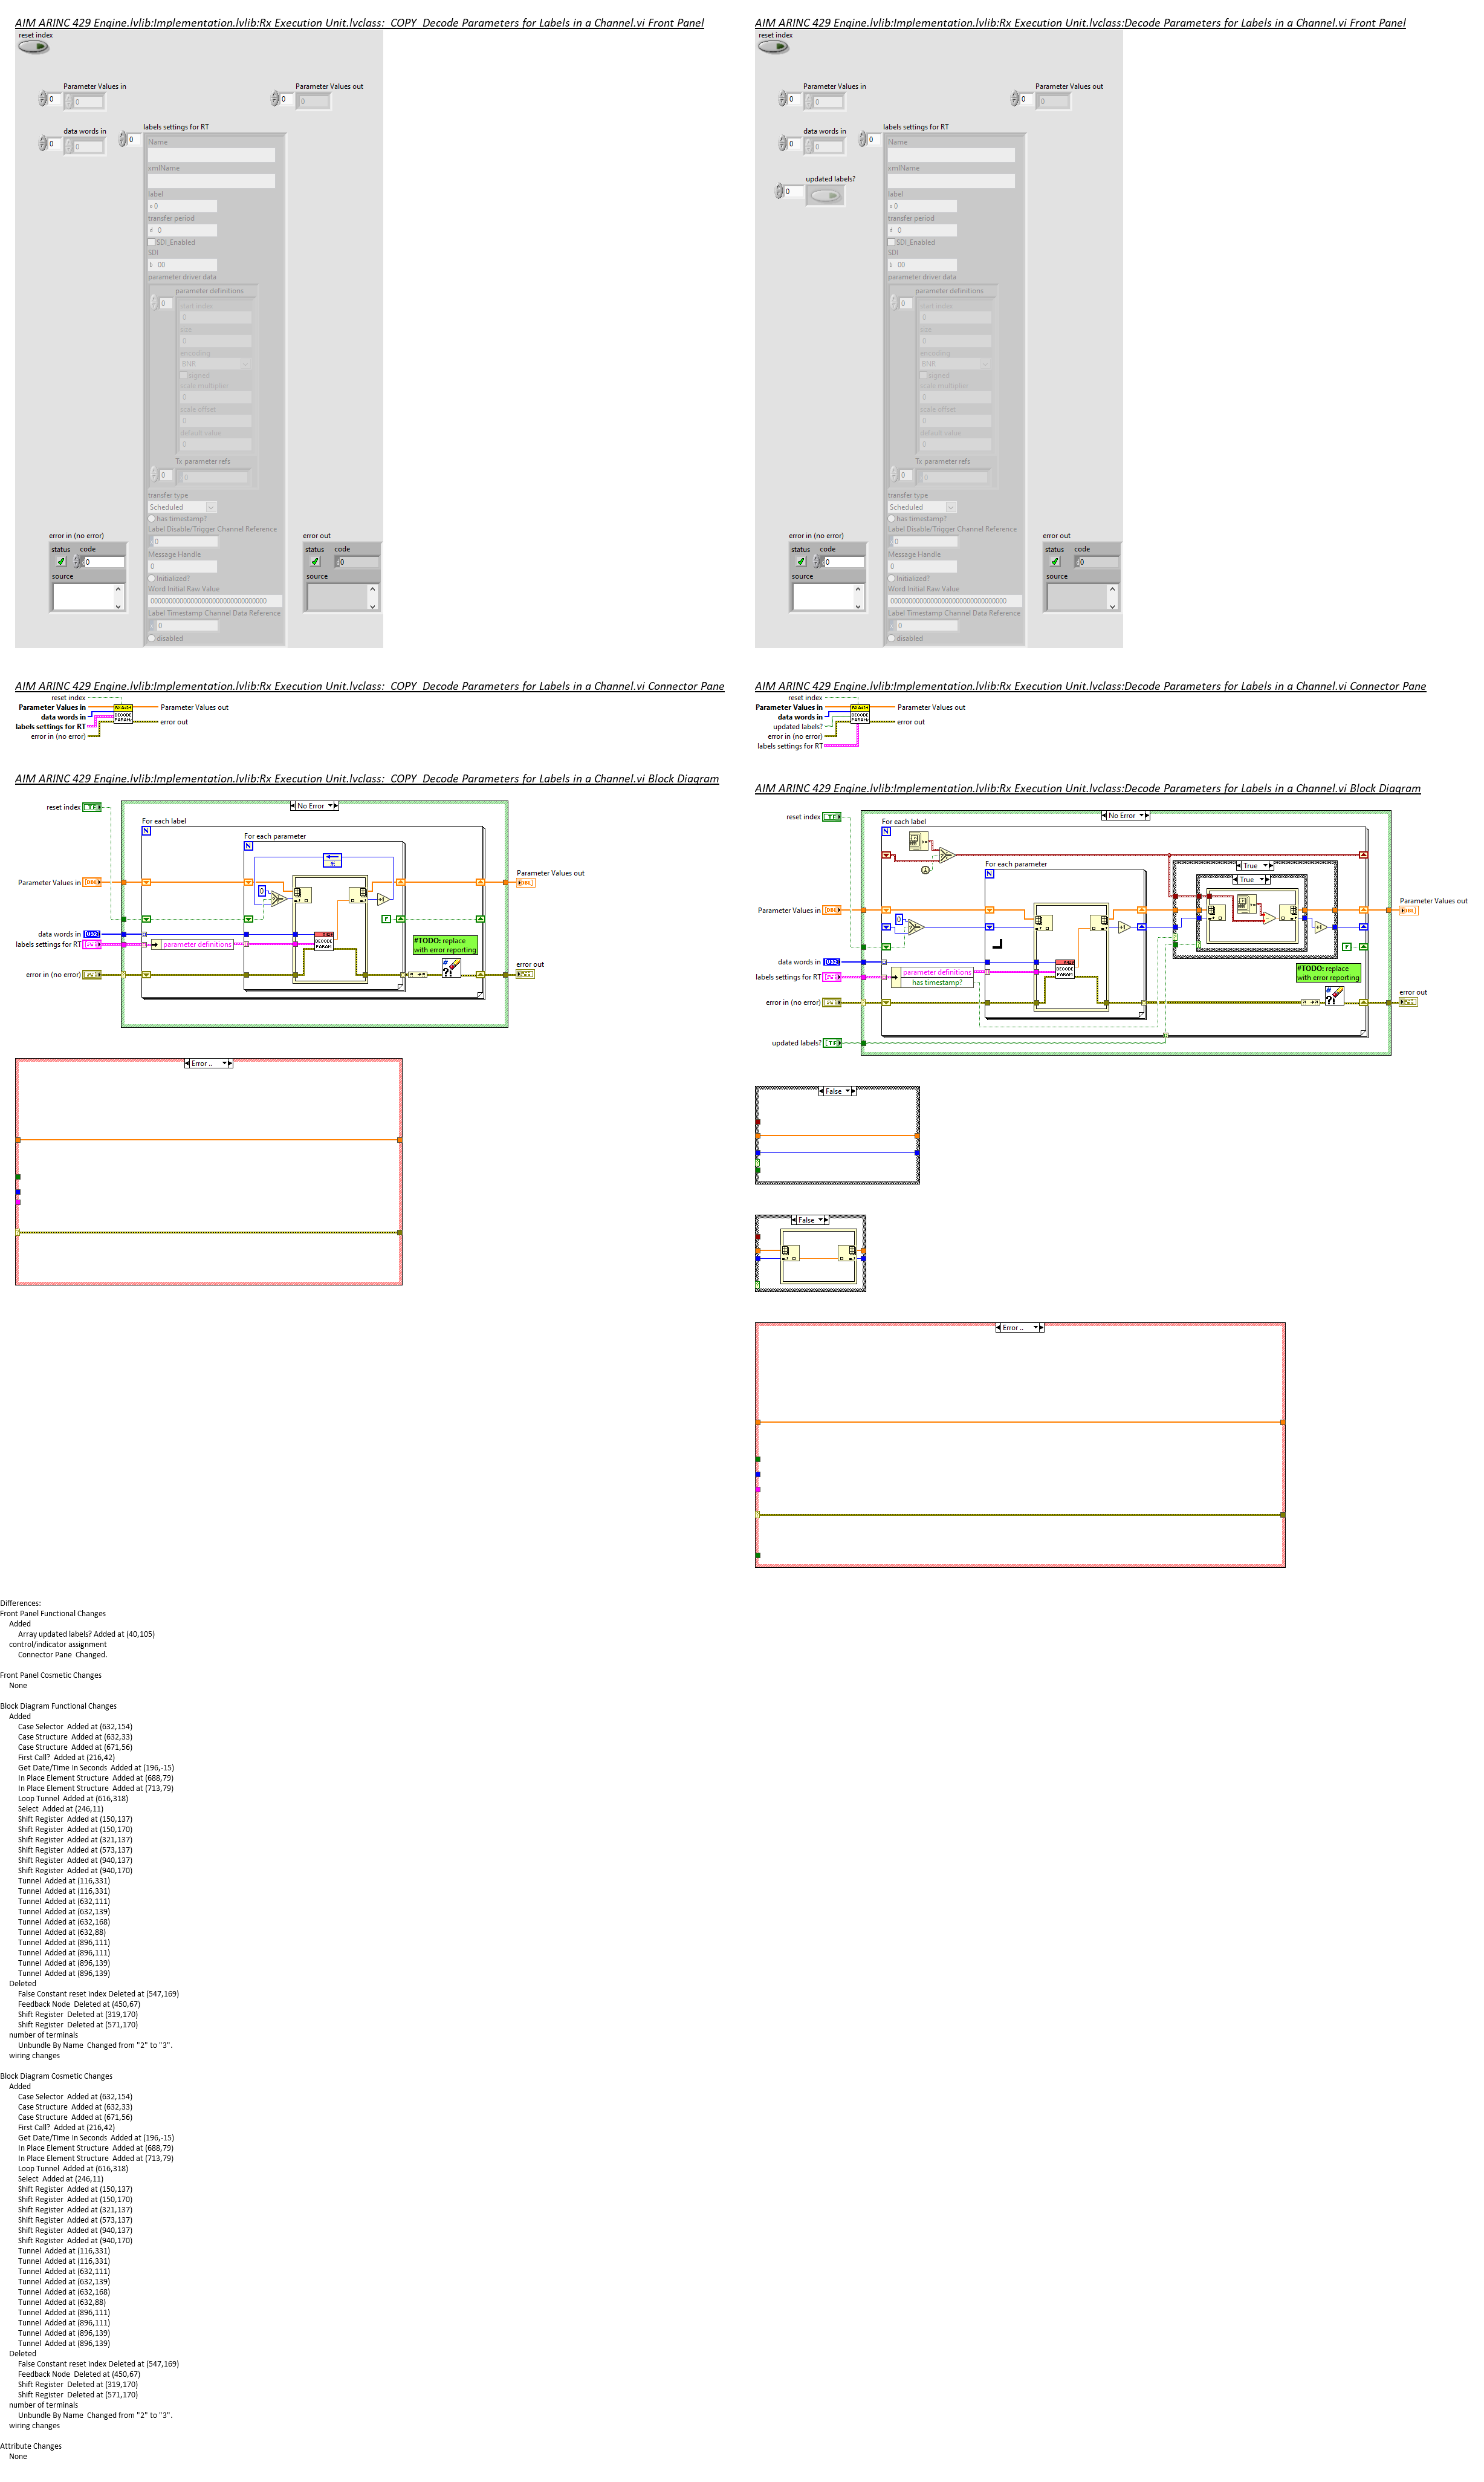 AIM ARINC 429 Engine.lvlib:Implementation.lvlib:Rx Execution Unit.lvclass:_COPY_Decode Parameters for Labels in a Channel.vi Front Panel
reset index
Parameter Values in
0
0
Parameter Values out
0
0
data words in
0
0
labels settings for RT
0
Name
xmlName
label
o 0
transfer period
d 0
SDI_Enabled
SDI
b 00
parameter driver data
parameter definitions
0
start index
0
size
0
encoding
BNR
signed
scale multiplier
0
scale offset
0
default value
0
Tx parameter refs
0
0
transfer type
Scheduled
has timestamp?
Label Disable/Trigger Channel Reference
0
Message Handle
0
Initialized?
Word Initial Raw Value
00000000000000000000000000000000
Label Timestamp Channel Data Reference
0
disabled
error in (no error)
status code
0
source
error out
status code
0
source
AIM ARINC 429 Engine.lvlib:Implementation.lvlib:Rx Execution Unit.lvclass:Decode Parameters for Labels in a Channel.vi Front Panel
reset index
Parameter Values in
0
0
Parameter Values out
0
0
data words in
0
0
updated labels?
0
labels settings for RT
0
Name
xmlName
label
o 0
transfer period
d 0
SDI_Enabled
SDI
b 00
parameter driver data
parameter definitions
0
start index
0
size
0
encoding
BNR
signed
scale multiplier
0
scale offset
0
default value
0
Tx parameter refs
0
0
transfer type
Scheduled
has timestamp?
Label Disable/Trigger Channel Reference
0
Message Handle
0
Initialized?
Word Initial Raw Value
00000000000000000000000000000000
Label Timestamp Channel Data Reference
0
disabled
error in (no error)
status code
0
source
error out
status code
0
source
AIM ARINC 429 Engine.lvlib:Implementation.lvlib:Rx Execution Unit.lvclass:_COPY_Decode Parameters for Labels in a Channel.vi Connector Pane
reset index
Parameter Values in
data words in
labels settings for RT
error in (no error)
DECODE
PARAM
Parameter Values out
error out
AIM ARINC 429 Engine.lvlib:Implementation.lvlib:Rx Execution Unit.lvclass:Decode Parameters for Labels in a Channel.vi Connector Pane
reset index
Parameter Values in
data words in
updated labels?
error in (no error)
labels settings for RT
DECODE
PARAM
Parameter Values out
error out
AIM ARINC 429 Engine.lvlib:Implementation.lvlib:Rx Execution Unit.lvclass:_COPY_Decode Parameters for Labels in a Channel.vi Block Diagram
reset index
TF
No Error
For each label
N
For each parameter
N
0
+1
Parameter Values in
Parameter Values out
F
data words in
U32
labels settings for RT
parameter definitions
DECODE
PARAM
#TODO: replace
with error reporting
error in (no error)
error out
Error ..
AIM ARINC 429 Engine.lvlib:Implementation.lvlib:Rx Execution Unit.lvclass:Decode Parameters for Labels in a Channel.vi Block Diagram
reset index
TF
No Error
For each label
N
For each parameter
N
True
True
Parameter Values in
Parameter Values out
0
+1
+1
F
data words in
U32
labels settings for RT
parameter definitions
has timestamp?
DECODE
PARAM
#TODO: replace
with error reporting
error in (no error)
error out
updated labels?
TF
False
False
Error ..
Differences:
Front Panel Functional Changes
Added
Array updated labels? Added at (40,105)
control/indicator assignment
Connector Pane Changed.
Front Panel Cosmetic Changes
None
Block Diagram Functional Changes
Added
Case Selector Added at (632,154)
Case Structure Added at (632,33)
Case Structure Added at (671,56)
First Call? Added at (216,42)
Get Date/Time In Seconds Added at (196,-15)
In Place Element Structure Added at (688,79)
In Place Element Structure Added at (713,79)
Loop Tunnel Added at (616,318)
Select Added at (246,11)
Shift Register Added at (150,137)
Shift Register Added at (150,170)
Shift Register Added at (321,137)
Shift Register Added at (573,137)
Shift Register Added at (940,137)
Shift Register Added at (940,170)
Tunnel Added at (116,331)
Tunnel Added at (116,331)
Tunnel Added at (632,111)
Tunnel Added at (632,139)
Tunnel Added at (632,168)
Tunnel Added at (632,88)
Tunnel Added at (896,111)
Tunnel Added at (896,111)
Tunnel Added at (896,139)
Tunnel Added at (896,139)
Deleted
False Constant reset index Deleted at (547,169)
Feedback Node Deleted at (450,67)
Shift Register Deleted at (319,170)
Shift Register Deleted at (571,170)
number of terminals
Unbundle By Name Changed from "2" to "3".
wiring changes
Block Diagram Cosmetic Changes
Added
Case Selector Added at (632,154)
Case Structure Added at (632,33)
Case Structure Added at (671,56)
First Call? Added at (216,42)
Get Date/Time In Seconds Added at (196,-15)
In Place Element Structure Added at (688,79)
In Place Element Structure Added at (713,79)
Loop Tunnel Added at (616,318)
Select Added at (246,11)
Shift Register Added at (150,137)
Shift Register Added at (150,170)
Shift Register Added at (321,137)
Shift Register Added at (573,137)
Shift Register Added at (940,137)
Shift Register Added at (940,170)
Tunnel Added at (116,331)
Tunnel Added at (116,331)
Tunnel Added at (632,111)
Tunnel Added at (632,139)
Tunnel Added at (632,168)
Tunnel Added at (632,88)
Tunnel Added at (896,111)
Tunnel Added at (896,111)
Tunnel Added at (896,139)
Tunnel Added at (896,139)
Deleted
False Constant reset index Deleted at (547,169)
Feedback Node Deleted at (450,67)
Shift Register Deleted at (319,170)
Shift Register Deleted at (571,170)
number of terminals
Unbundle By Name Changed from "2" to "3".
wiring changes
Attribute Changes
None